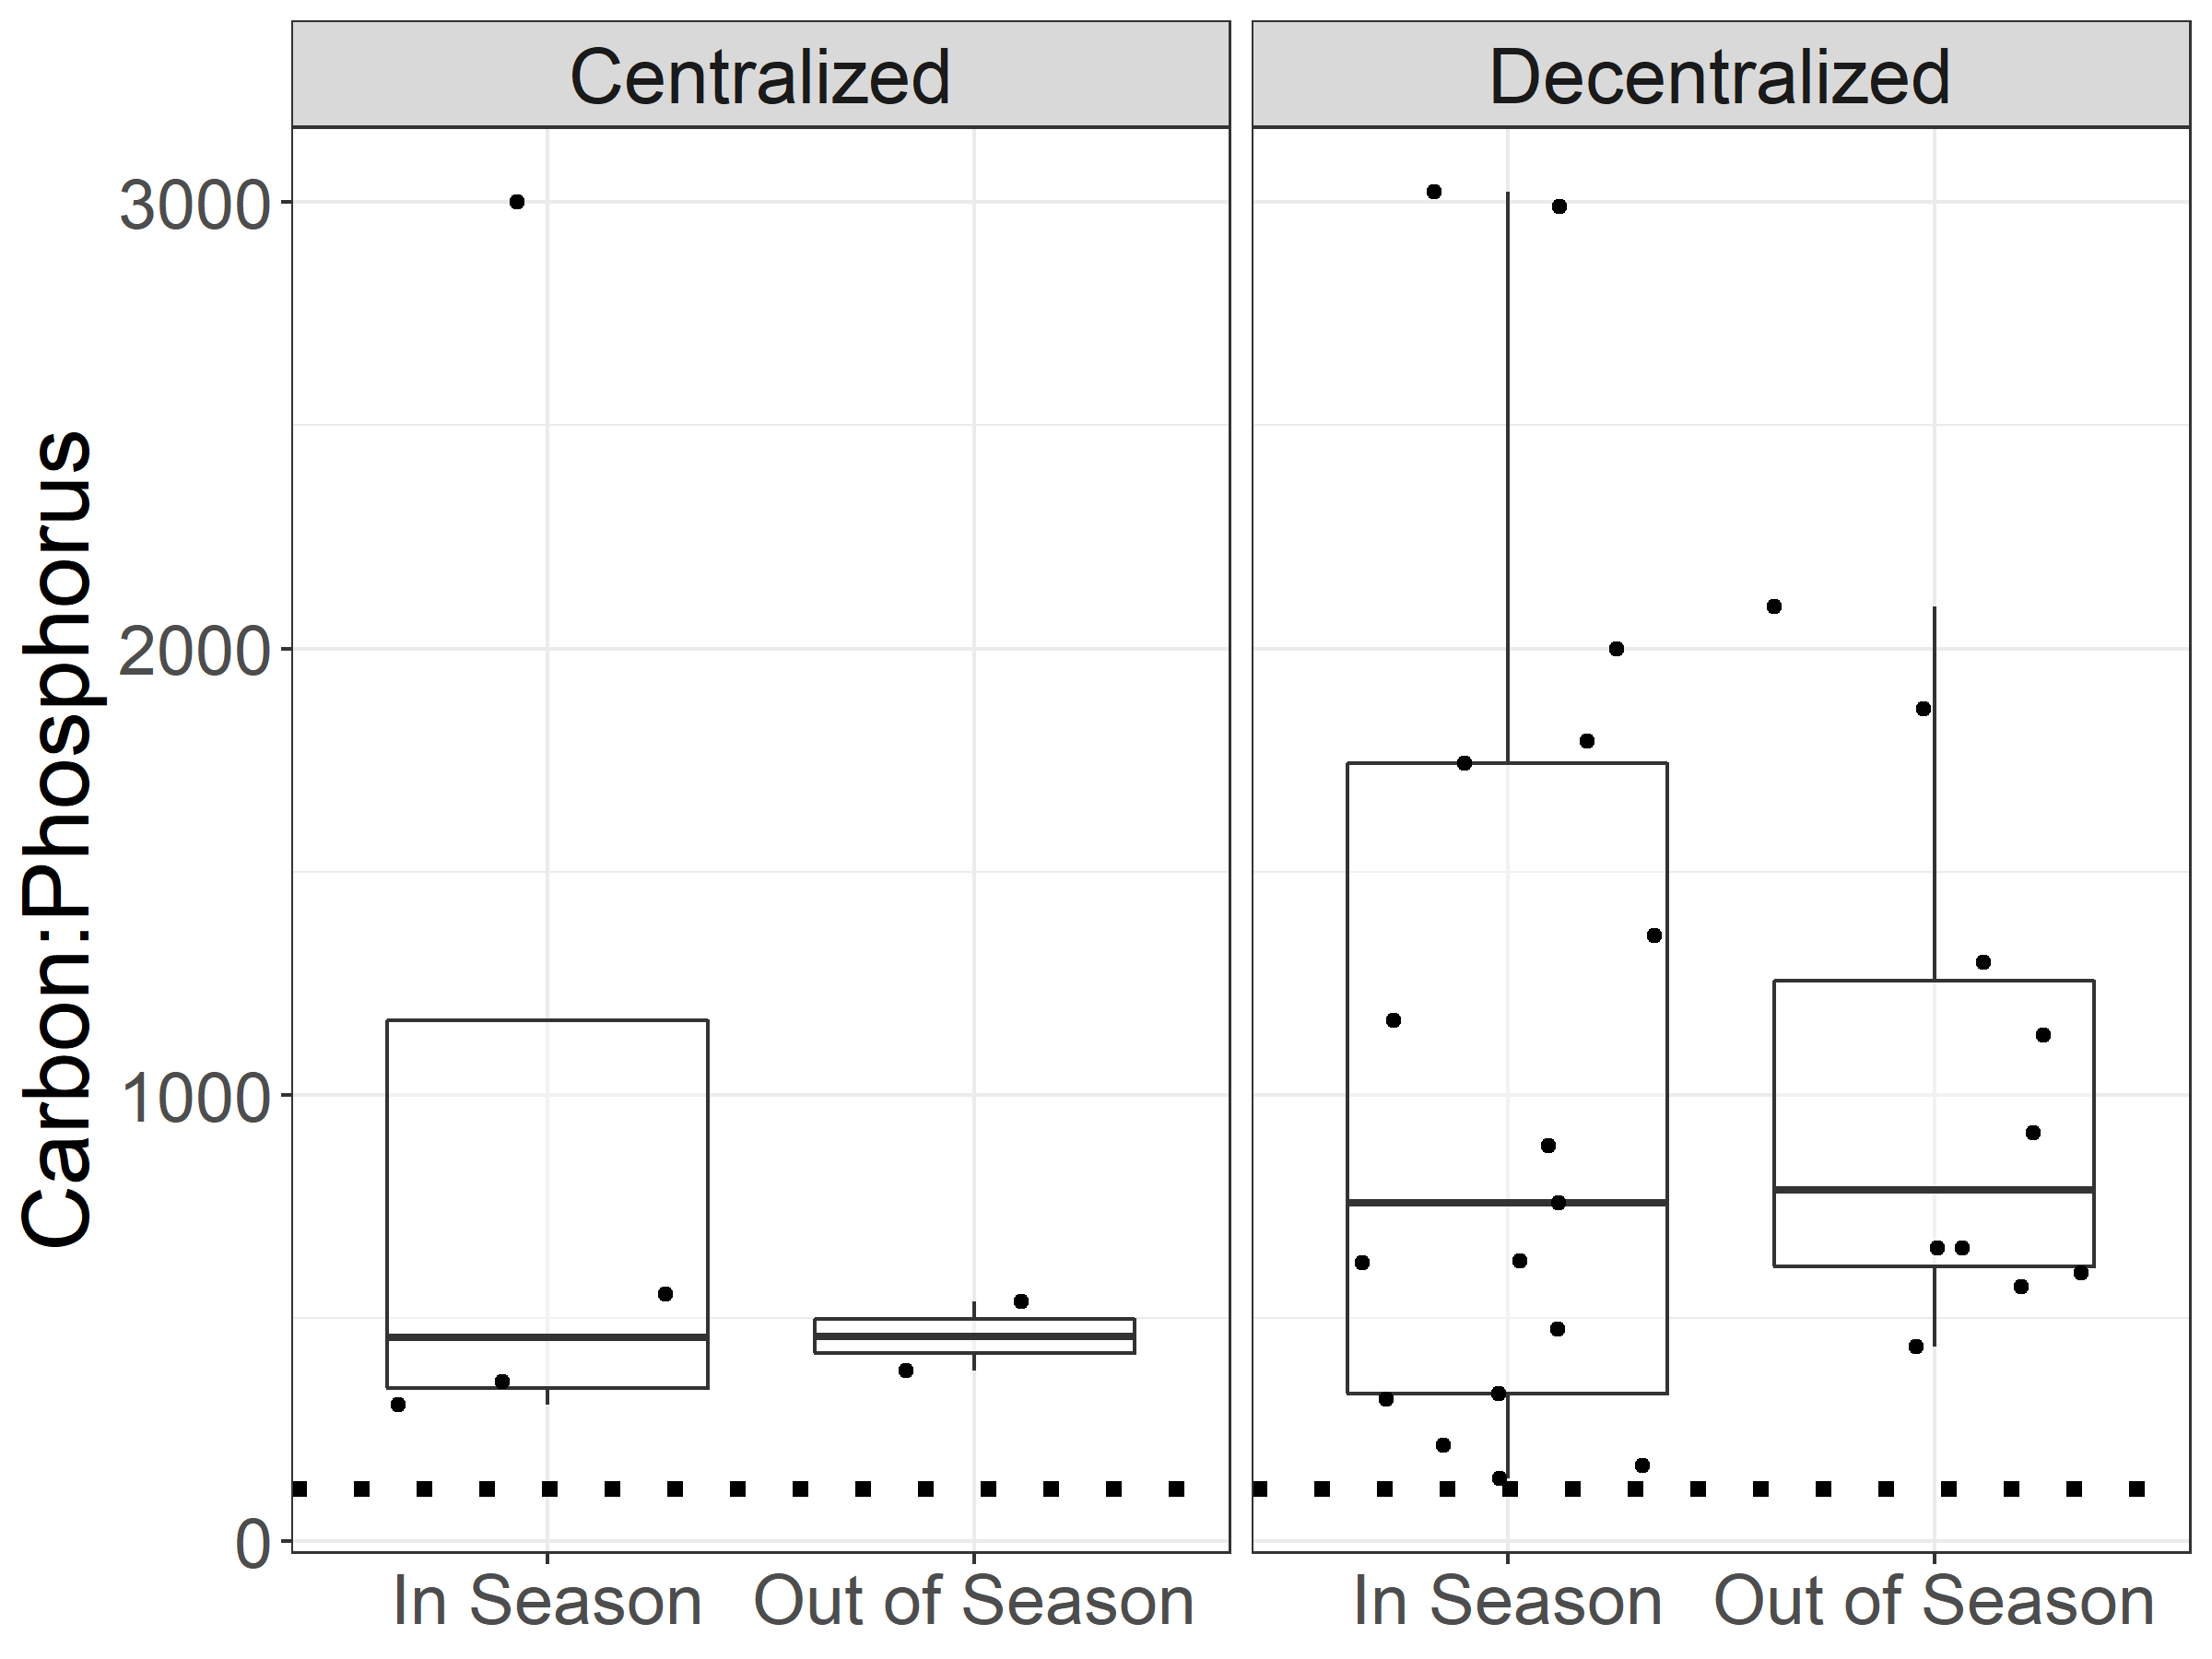 Centralized
Decentralized
Carbon:Phosphorus
3000
2000
1000
0
In Season
Out of Season
In Season
Out of Season